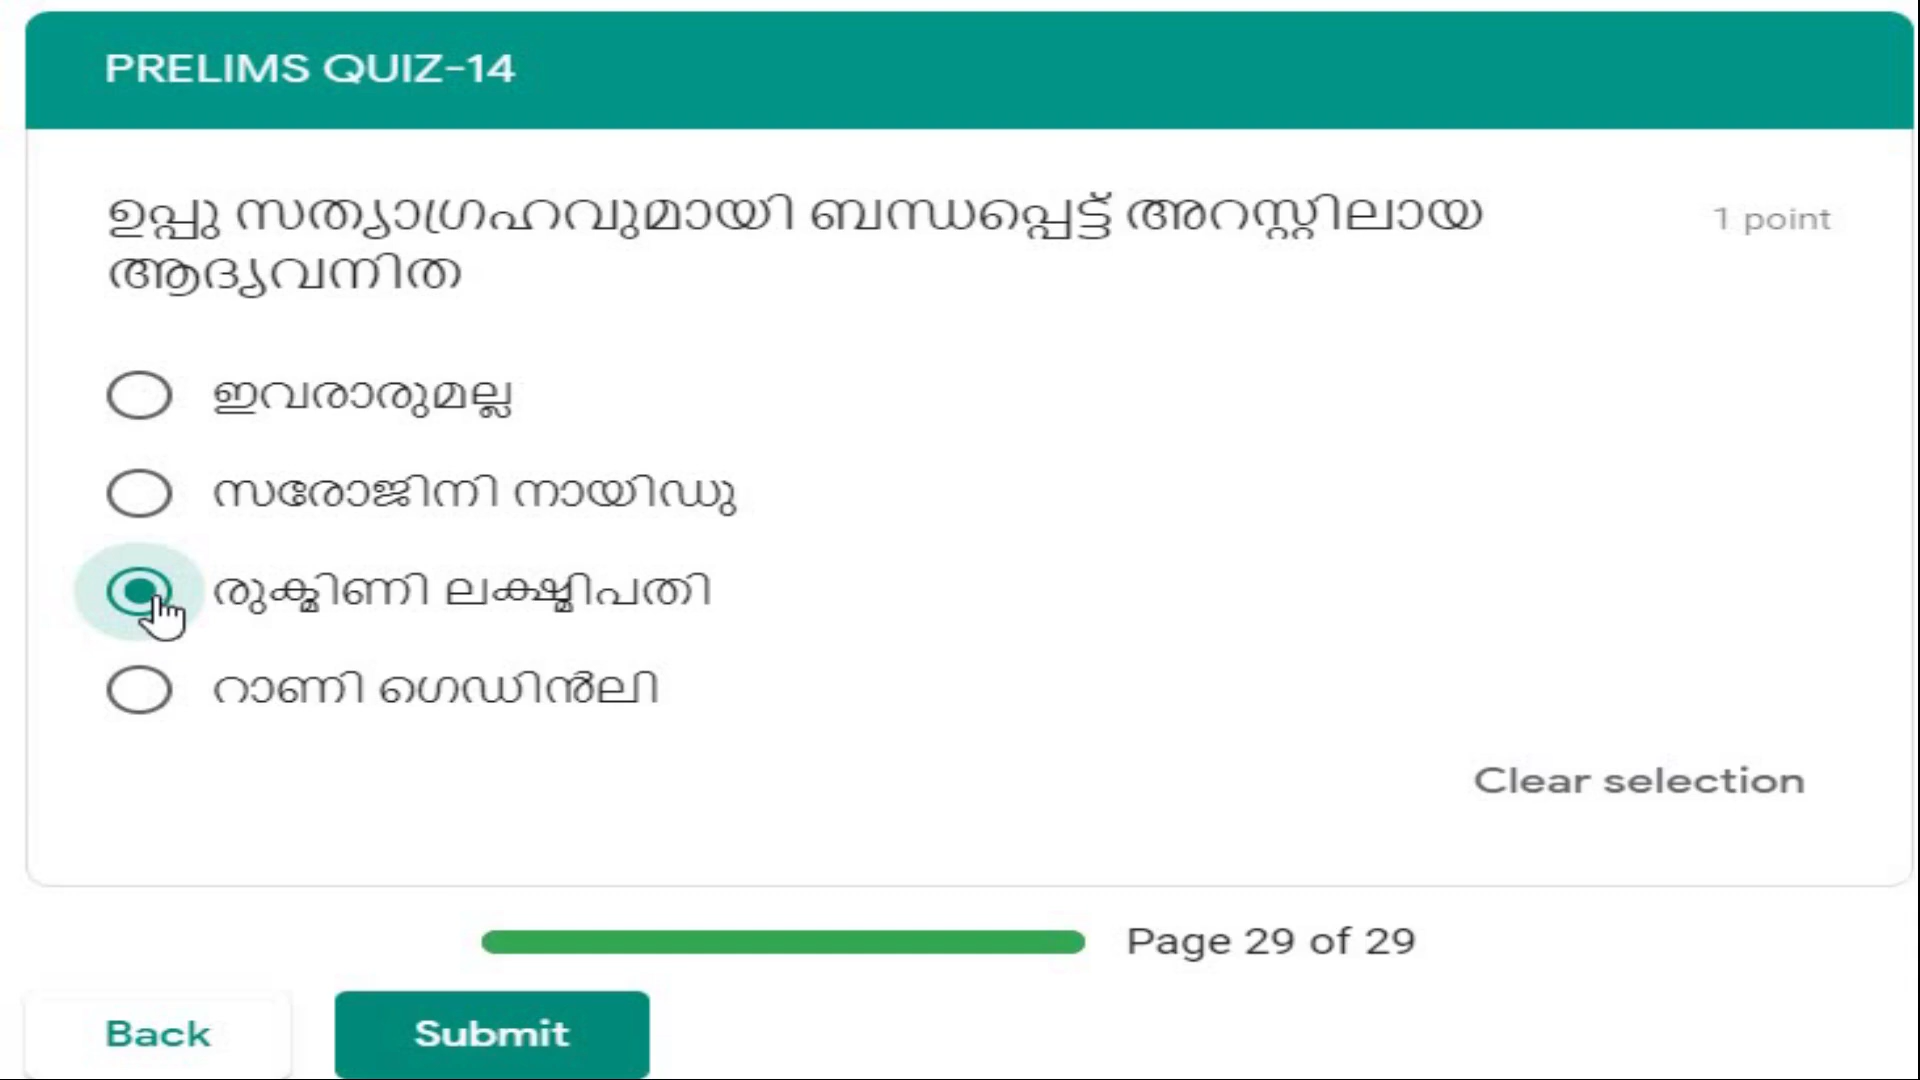 PRELIMS QUIZ-14
ഉപ്പു സത്യാഗ്രഹവുമായി ബന്ധപ്പെട്ട് അറസ്റ്റിലായ
1 point
ആദ്യവനിത
ഇവരാരുമല്ല
സരോജിനി നായിഡു
രുക്മിണി ലക്ഷ്മിപതി
റാണി ഗെഡിൻലി
Clear selection
Page 29 of 29
Back
Submit